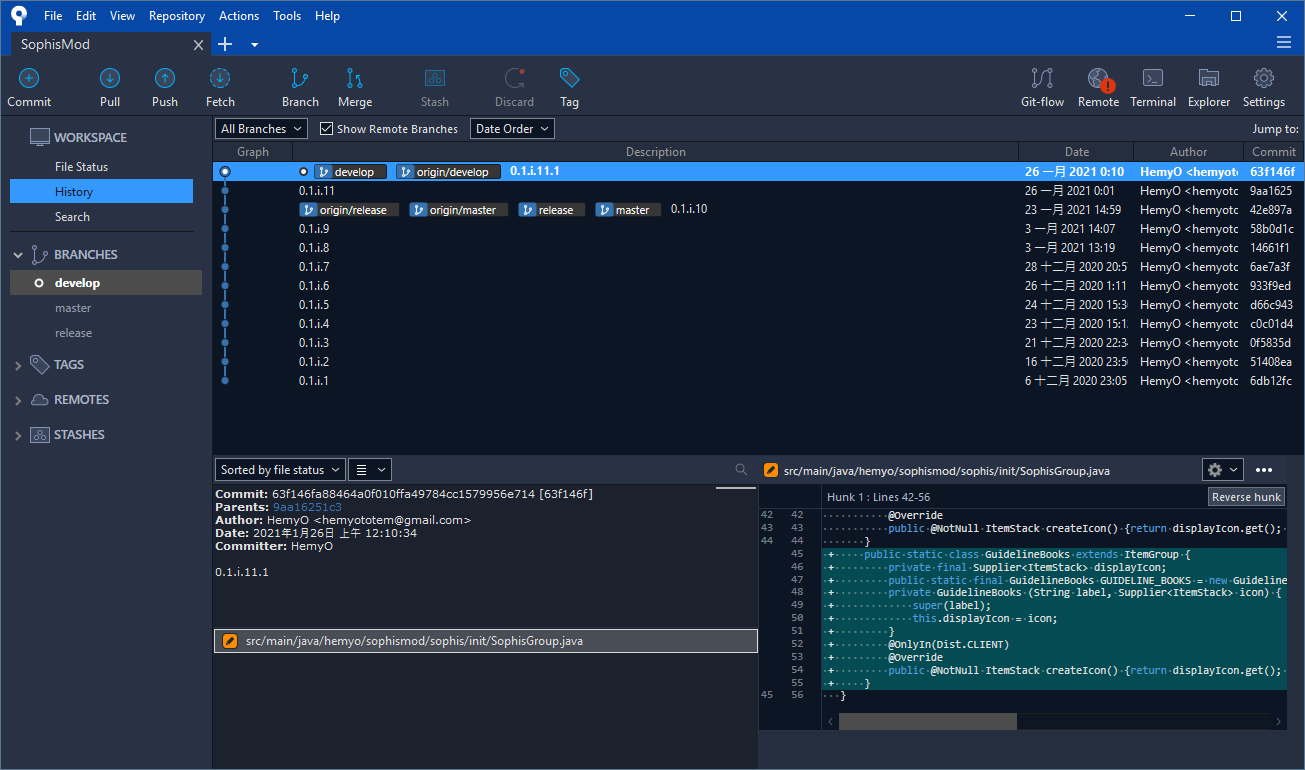 File Edit View Repository Actions Tools Help
SophisMod
Commit Pull Push Fetch Branch Merge Stash Discard Tag Git-flow Remote Terminal Explorer Settings
WORKSPACE
File Status
History
Search
BRANCHES
develop
master
release
TAGS
REMOTES
STASHES
All Branches Show Remote Branches Date Order Jump to:
Graph Description Date Author Commit
develop origin/develop 0.1.i.11.1 26 一月 2021 0:10 HemyO <hemyotc 63f146f
0.1.i.11 26 一月 2021 0:01 HemyO <hemyotc 9aa1625
origin/release origin/master release master 0.1.i.10 23 一月 2021 14:59 HemyO <hemyotc 42e897a
0.1.i.9 3 一月 2021 14:07 HemyO <hemyotc 58b0d1c
0.1.i.8 3 一月 2021 13:19 HemyO <hemyotc 14661f1
0.1.i.7 28 十二月 2020 20:5 HemyO <hemyotc 6ae7a3f
0.1.i.6 26 十二月 2020 1:11 HemyO <hemyotc 933f9ed
0.1.i.5 24 十二月 2020 15:3 HemyO <hemyotc d66c943
0.1.i.4 23 十二月 2020 15:1 HemyO <hemyotc c0c01d4
0.1.i.3 21 十二月 2020 22:3 HemyO <hemyotc 0f5835d
0.1.i.2 16 十二月 2020 23:5 HemyO <hemyotc 51408ea
0.1.i.1 6 十二月 2020 23:05 HemyO <hemyotc 6db12fc
Sorted by file status
Commit: 63f146fa88464a0f010ffa49784cc1579956e714 [63f146f]
Parents: 9aa16251c3
Author: HemyO <hemyototem@gmail.com>
Date: 2021年1月26日 上午 12:10:34
Committer: HemyO
0.1.i.11.1
src/main/java/hemyo/sophismod/sophis/init/SophisGroup.java
src/main/java/hemyo/sophismod/sophis/init/SophisGroup.java
Hunk 1 : Lines 42-56 Reverse hunk
42 42 @Override
43 43 public @NotNull ItemStack createIcon() {return displayIcon.get();
44 44 }
45 + public static class GuidelineBooks extends ItemGroup {
46 + private final Supplier<ItemStack> displayIcon;
47 + public static final GuidelineBooks GUIDELINE_BOOKS = new Guideline
48 + private GuidelineBooks (String label, Supplier<ItemStack> icon) {
49 + super(label);
50 + this.displayIcon = icon;
51 + }
52 + @OnlyIn(Dist.CLIENT)
53 + @Override
54 + public @NotNull ItemStack createIcon() {return displayIcon.get();
55 + }
45 56 }